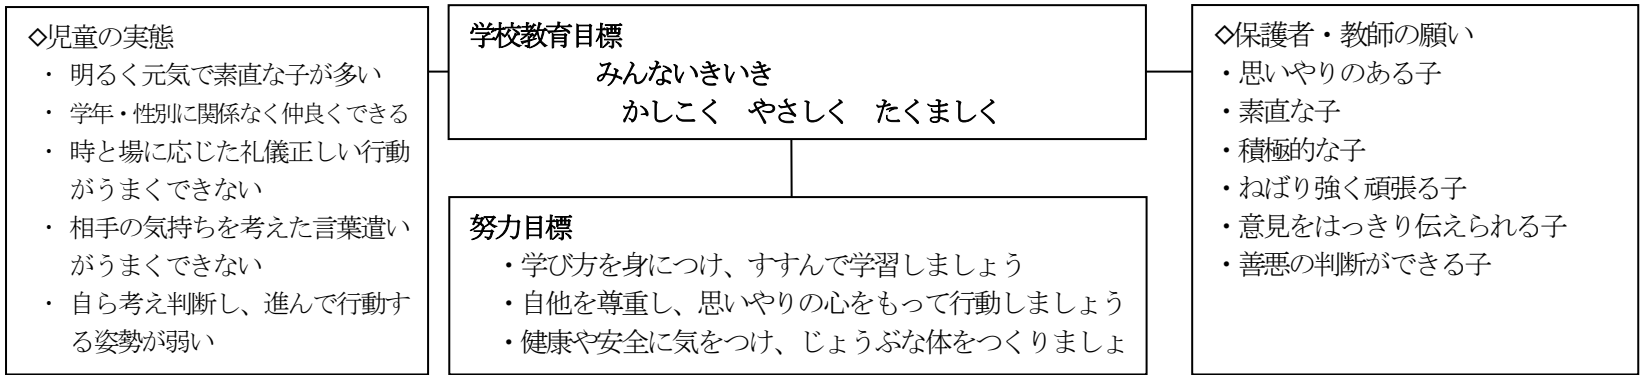 ◇児童の実態
・ 明るく元気で素直な子が多い
・ 学年・性別に関係なく仲良くできる
・ 時と場に応じた礼儀正しい行動
がうまくできない
・ 相手の気持ちを考えた言葉遣い
がうまくできない
・ 自ら考え判断し、進んで行動す
る姿勢が弱い
学校教育目標
みんないきいき
かしこく やさしく たくましく
努力目標
・学び方を身につけ、すすんで学習しましょう
・自他を尊重し、思いやりの心をもって行動しましょう
・健康や安全に気をつけ、じょうぶな体をつくりましょ
◇保護者・教師の願い
・思いやりのある子
・素直な子
・積極的な子
・ねばり強く頑張る子
・意見をはっきり伝えられる子
・善悪の判断ができる子